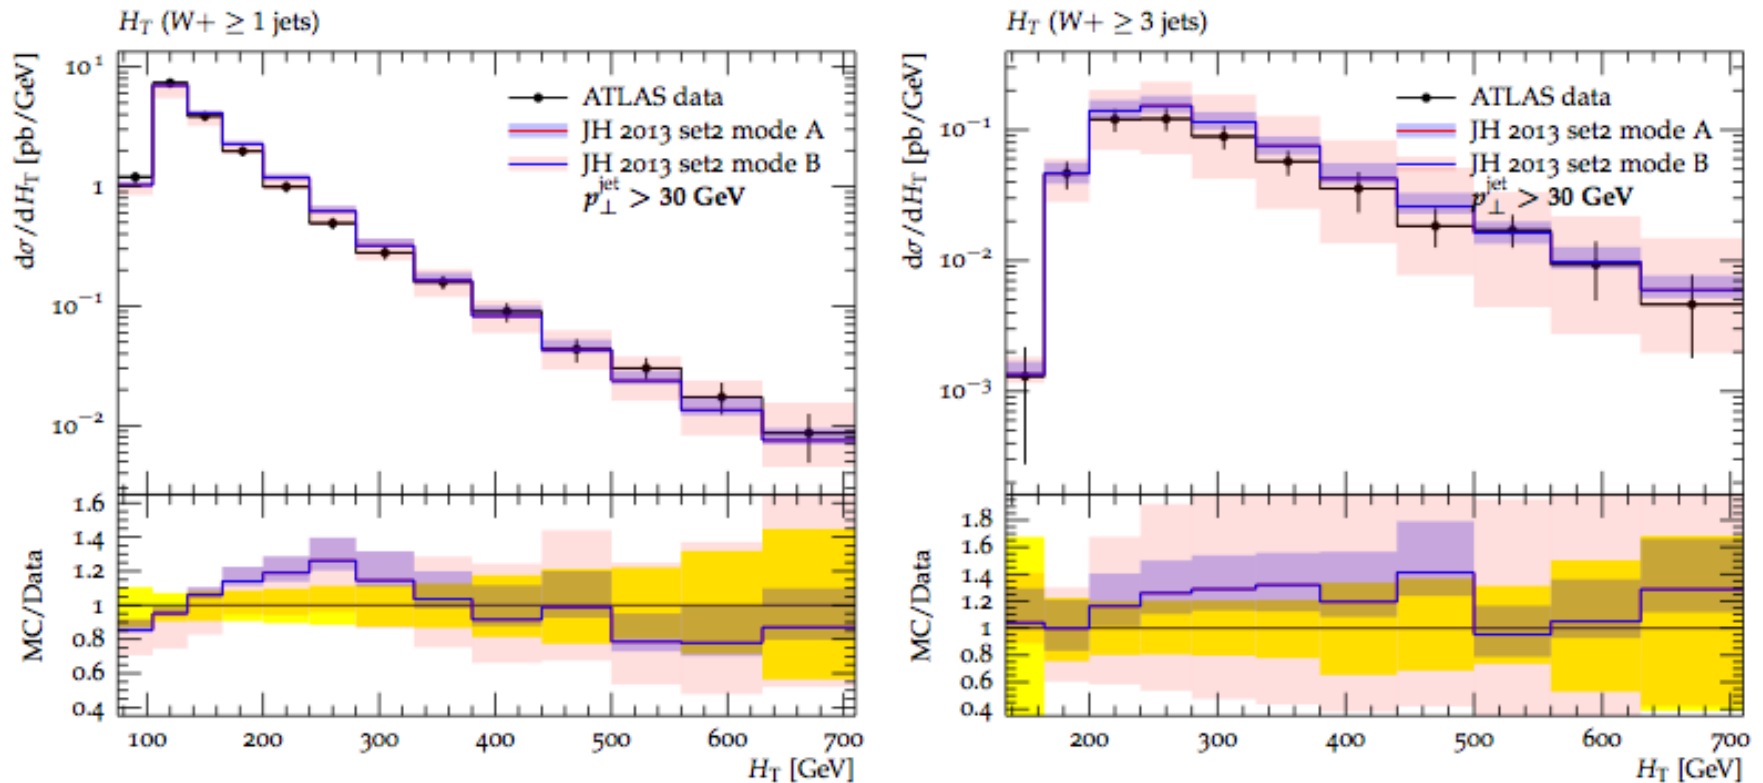 H_T (W+ ≥ 1 jets)
dσ/dH_T [pb/GeV]
10^1
1
10^−1
10^−2
ATLAS data
JH 2013 set2 mode A
JH 2013 set2 mode B
p_⊥^jet > 30 GeV
MC/Data
1.6
1.4
1.2
1
0.8
0.6
0.4
100 200 300 400 500 600 700
H_T [GeV]
H_T (W+ ≥ 3 jets)
dσ/dH_T [pb/GeV]
10^−1
10^−2
10^−3
ATLAS data
JH 2013 set2 mode A
JH 2013 set2 mode B
p_⊥^jet > 30 GeV
MC/Data
1.8
1.6
1.4
1.2
1
0.8
0.6
0.4
200 300 400 500 600 700
H_T [GeV]